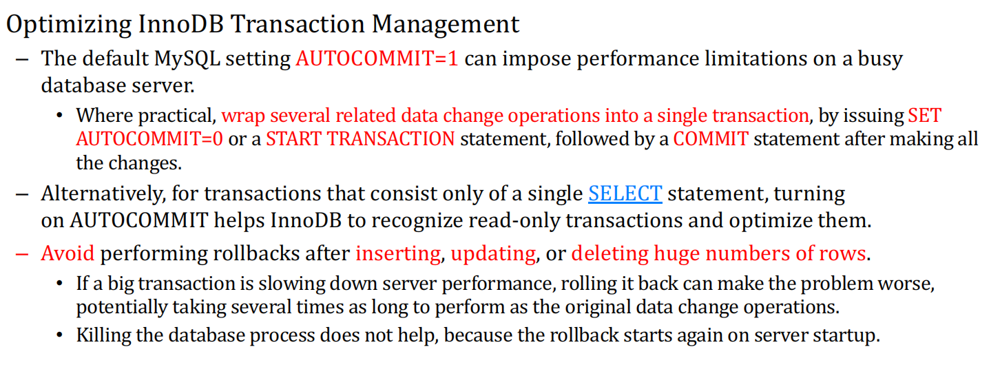 Optimizing InnoDB Transaction Management
– The default MySQL setting AUTOCOMMIT=1 can impose performance limitations on a busy
database server.
• Where practical, wrap several related data change operations into a single transaction, by issuing SET
AUTOCOMMIT=0 or a START TRANSACTION statement, followed by a COMMIT statement after making all
the changes.
– Alternatively, for transactions that consist only of a single SELECT statement, turning
on AUTOCOMMIT helps InnoDB to recognize read-only transactions and optimize them.
– Avoid performing rollbacks after inserting, updating, or deleting huge numbers of rows.
• If a big transaction is slowing down server performance, rolling it back can make the problem worse,
potentially taking several times as long to perform as the original data change operations.
• Killing the database process does not help, because the rollback starts again on server startup.